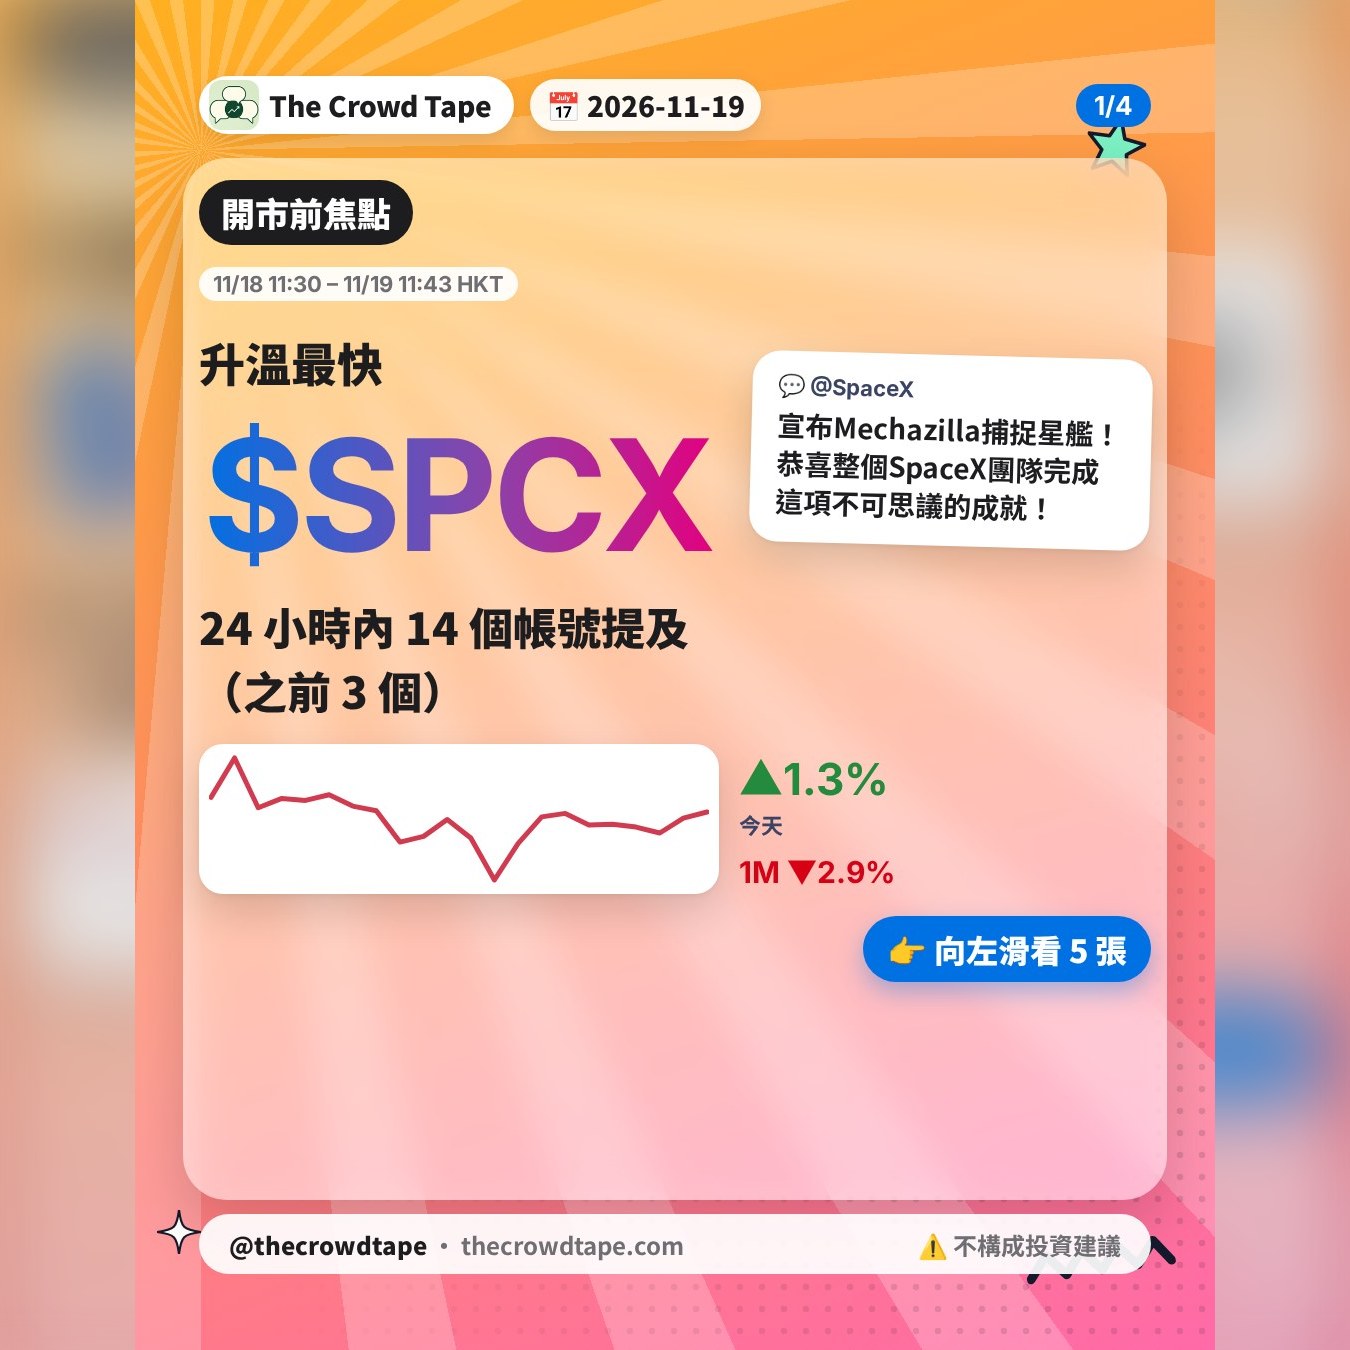 The Crowd Tape
2026-11-19
1/4
開市前焦點
11/18 11:30 – 11/19 11:43 HKT
升溫最快
$SPCX
@SpaceX
宣布Mechazilla捕捉星艦！
恭喜整個SpaceX團隊完成
這項不可思議的成就！
24 小時內 14 個帳號提及
（之前 3 個）
▲1.3%
今天
1M ▼2.9%
👉 向左滑看 5 張
@thecrowdtape · thecrowdtape.com
⚠️ 不構成投資建議